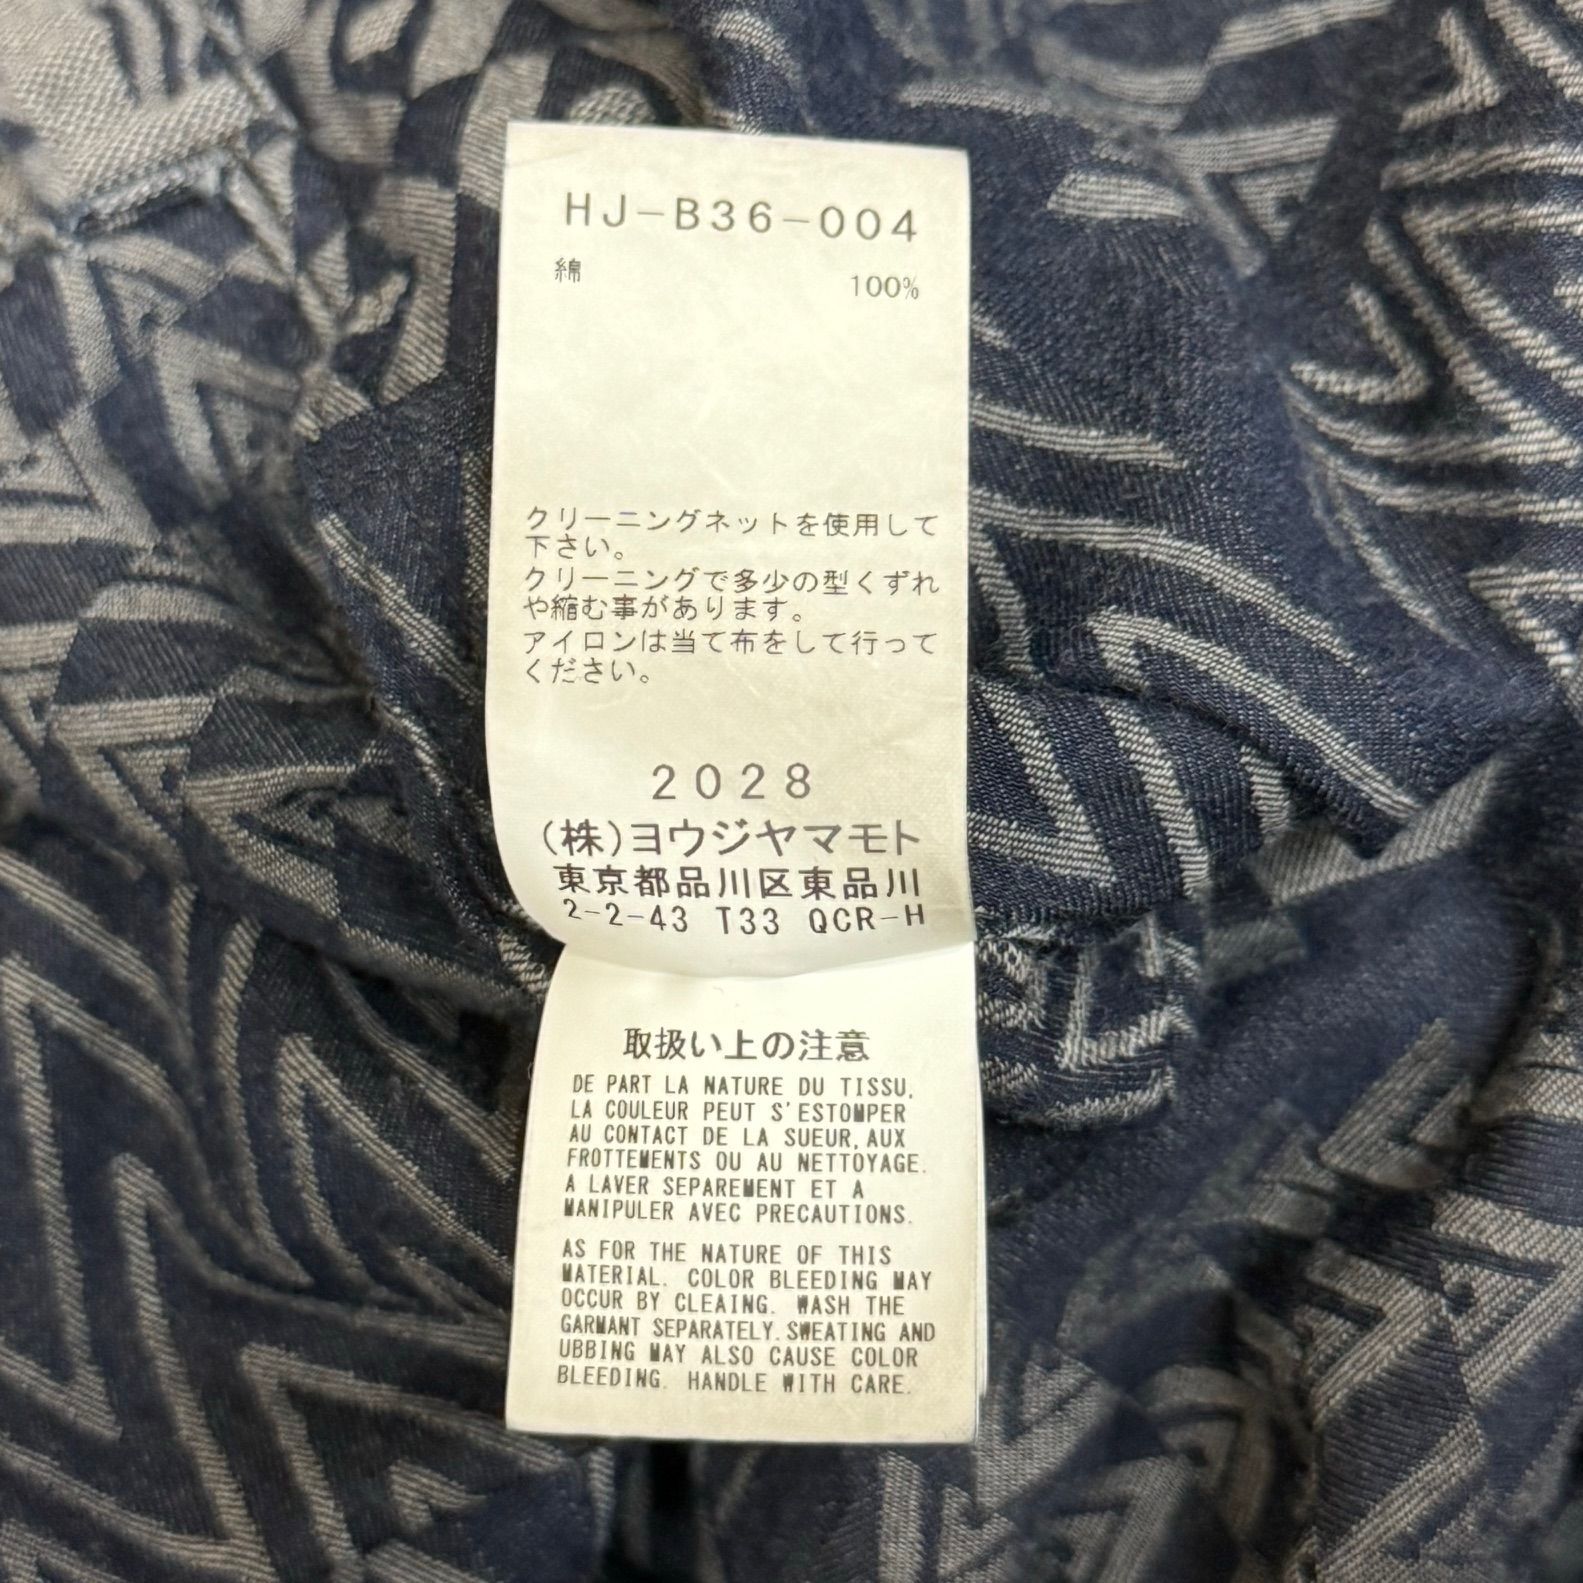 HJ-B36-004
綿 100%
クリーニングネットを使用して
下さい。
クリーニングで多少の型くずれ
や縮む事があります。
アイロンは当て布をして行って
ください。
2028
(株)ヨウジヤマモト
東京都品川区東品川
2-2-43 T33 QCR-H
取扱い上の注意
DE PART LA NATURE DU TISSU,
LA COULEUR PEUT S'ESTOMPER
AU CONTACT DE LA SUEUR, AUX
FROTTEMENTS OU AU NETTOYAGE.
A LAVER SEPAREMENT ET A
MANIPULER AVEC PRECAUTIONS.
AS FOR THE NATURE OF THIS
MATERIAL. COLOR BLEEDING MAY
OCCUR BY CLEAING. WASH THE
GARMANT SEPARATELY. SWEATING AND
UBBING MAY ALSO CAUSE COLOR
BLEEDING. HANDLE WITH CARE.